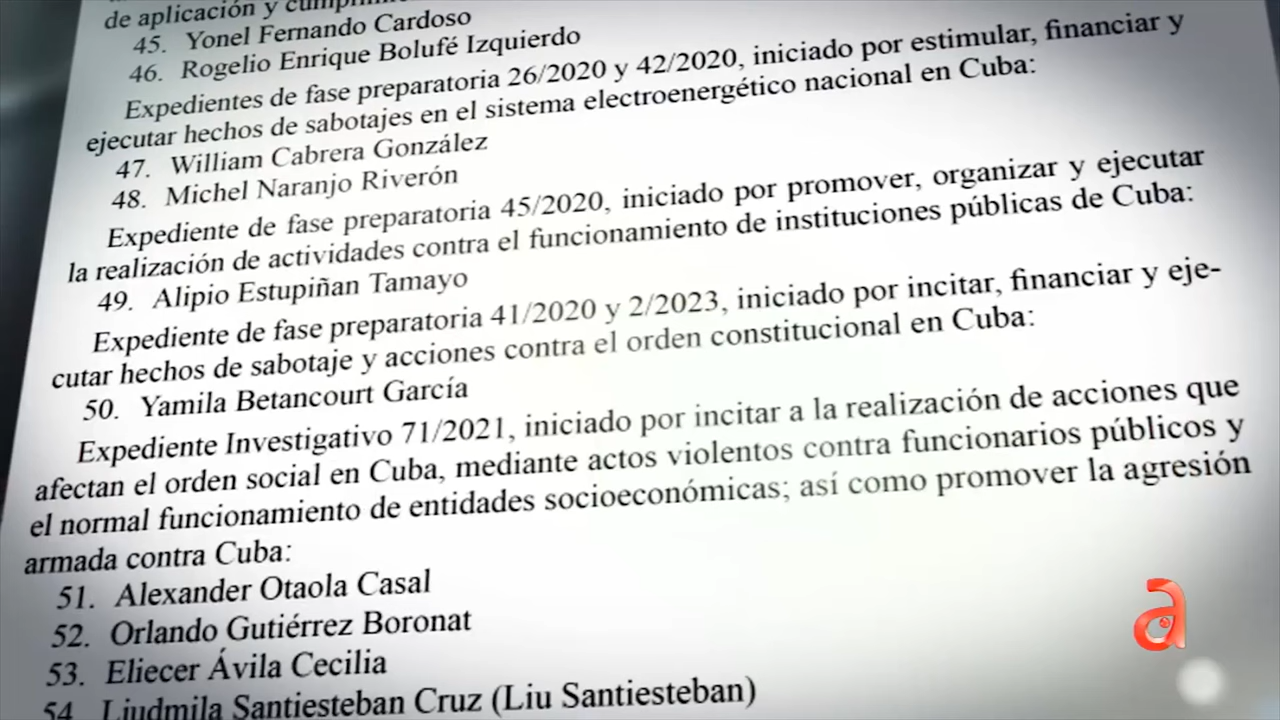 de aplicación y
45. Yonel Fernando Cardoso
46. Rogelio Enrique Bolufé Izquierdo
Expedientes de fase preparatoria 26/2020 y 42/2020, iniciado por estimular, financiar y
ejecutar hechos de sabotajes en el sistema electroenergético nacional en Cuba:
47. William Cabrera González
48. Michel Naranjo Riverón
Expediente de fase preparatoria 45/2020, iniciado por promover, organizar y ejecutar
la realización de actividades contra el funcionamiento de instituciones públicas de Cuba:
49. Alipio Estupiñan Tamayo
Expediente de fase preparatoria 41/2020 y 2/2023, iniciado por incitar, financiar y eje-
cutar hechos de sabotaje y acciones contra el orden constitucional en Cuba:
50. Yamila Betancourt García
Expediente Investigativo 71/2021, iniciado por incitar a la realización de acciones que
afectan el orden social en Cuba, mediante actos violentos contra funcionarios públicos y
el normal funcionamiento de entidades socioeconómicas; así como promover la agresión
armada contra Cuba:
51. Alexander Otaola Casal
52. Orlando Gutiérrez Boronat
53. Eliecer Ávila Cecilia
54. Liudmila Santiesteban Cruz (Liu Santiesteban)
a